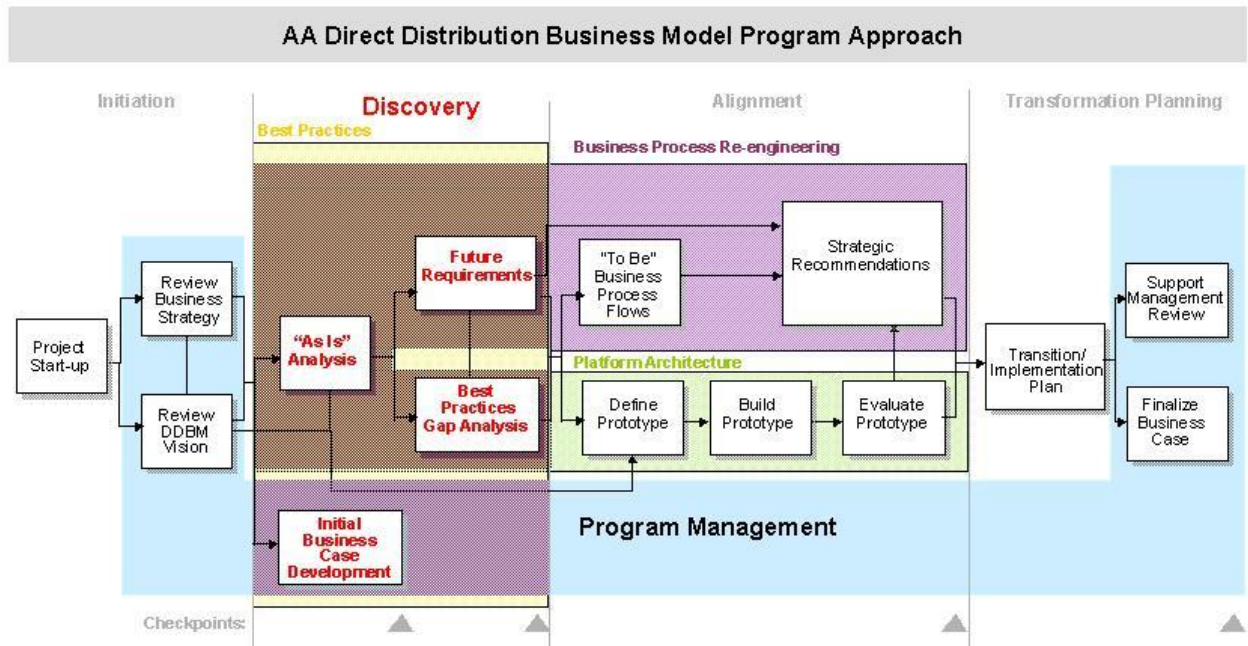 AA Direct Distribution Business Model Program Approach
Initiation
Discovery
Alignment
Transformation Planning
Best Practices
Business Process Re-engineering
Project
Start-up
Review
Business
Strategy
Review
DDBM
Vision
“As Is”
Analysis
Future
Requirements
Best
Practices
Gap Analysis
Initial
Business
Case
Development
"To Be"
Business
Process
Flows
Strategic
Recommendations
Platform Architecture
Define
Prototype
Build
Prototype
Evaluate
Prototype
Transition/
Implementation
Plan
Support
Management
Review
Finalize
Business
Case
Program Management
Checkpoints: